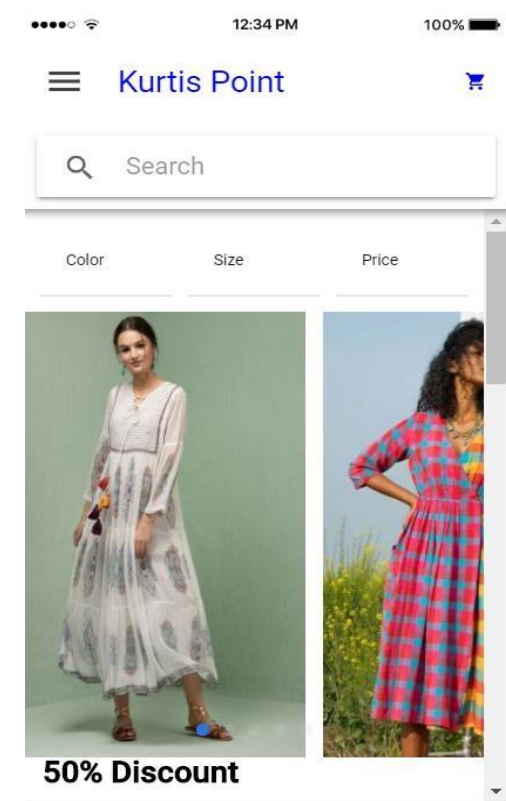 12:34 PM 100%
Kurtis Point
Search
Color Size Price
50% Discount